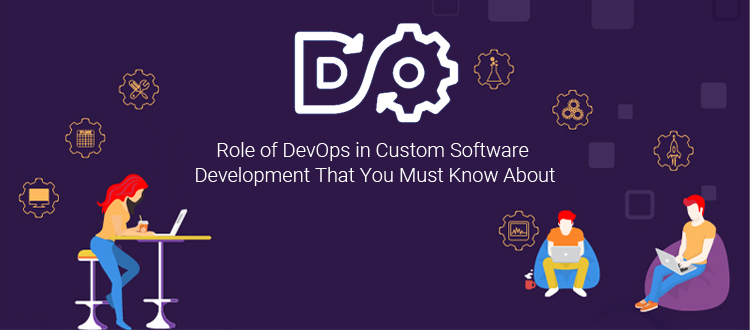 D O
Role of DevOps in Custom Software
Development That You Must Know About